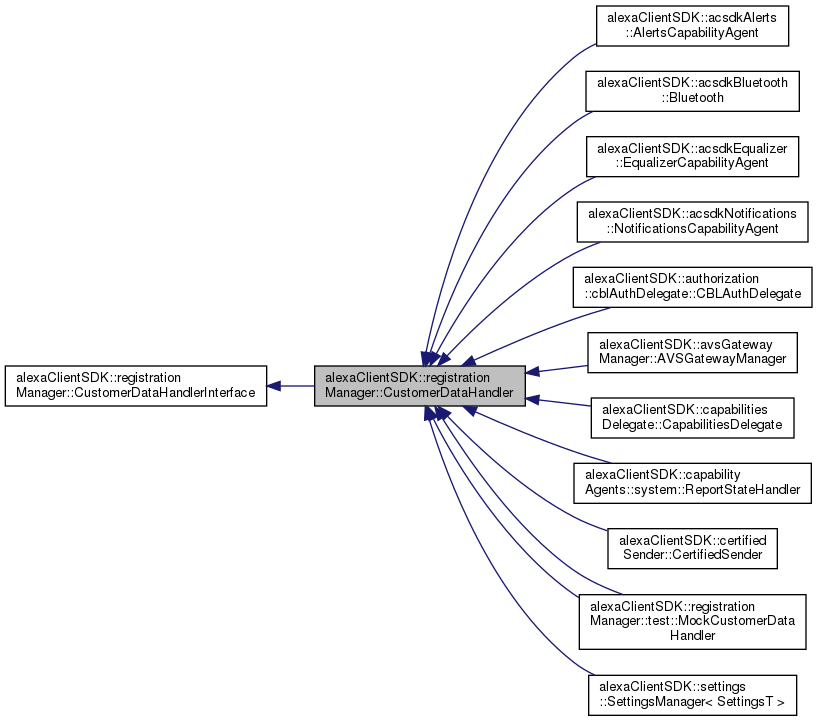 alexaClientSDK::acsdkAlerts
::AlertsCapabilityAgent
alexaClientSDK::acsdkBluetooth
::Bluetooth
alexaClientSDK::acsdkEqualizer
::EqualizerCapabilityAgent
alexaClientSDK::acsdkNotifications
::NotificationsCapabilityAgent
alexaClientSDK::authorization
::cblAuthDelegate::CBLAuthDelegate
alexaClientSDK::avsGateway
Manager::AVSGatewayManager
alexaClientSDK::registration
Manager::CustomerDataHandlerInterface
alexaClientSDK::registration
Manager::CustomerDataHandler
alexaClientSDK::capabilities
Delegate::CapabilitiesDelegate
alexaClientSDK::capability
Agents::system::ReportStateHandler
alexaClientSDK::certified
Sender::CertifiedSender
alexaClientSDK::registration
Manager::test::MockCustomerData
Handler
alexaClientSDK::settings
::SettingsManager< SettingsT >